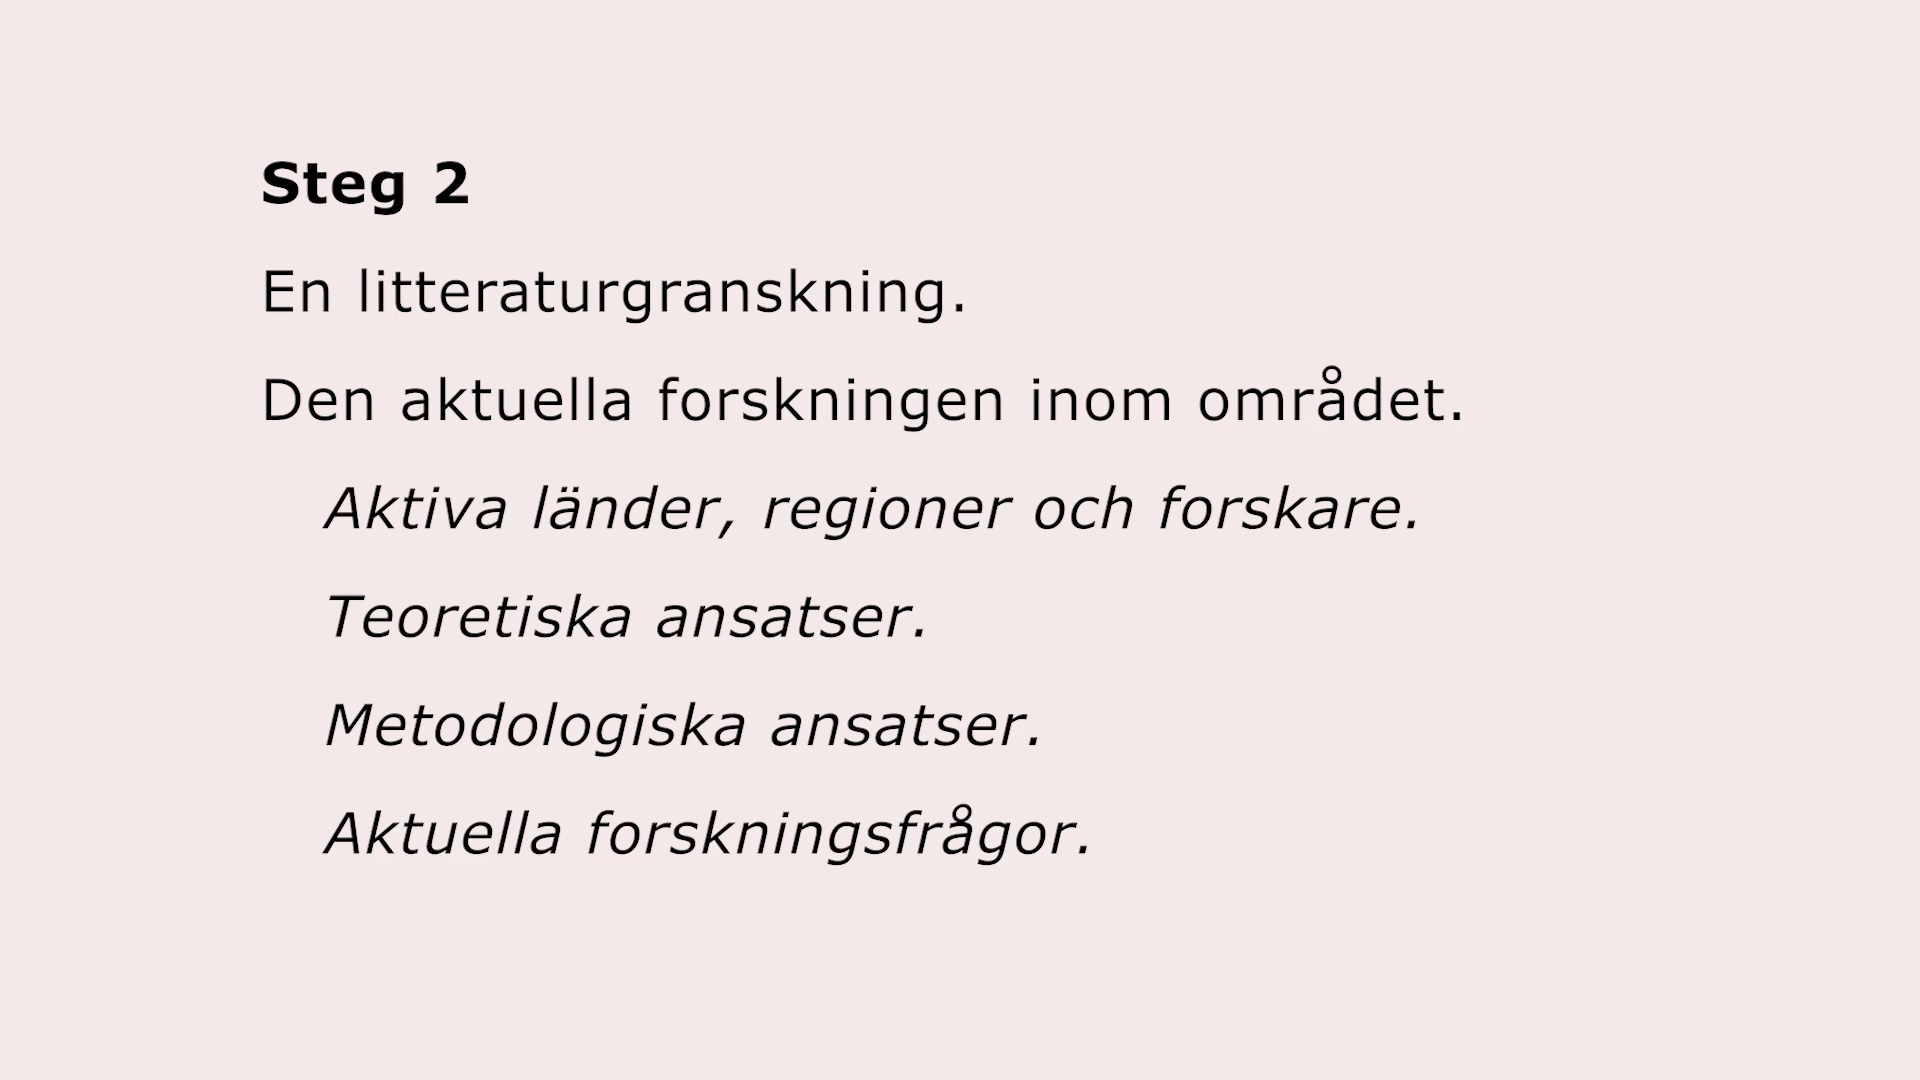 Steg 2
En litteraturgranskning.
Den aktuella forskningen inom området.
Aktiva länder, regioner och forskare.
Teoretiska ansatser.
Metodologiska ansatser.
Aktuella forskningsfrågor.